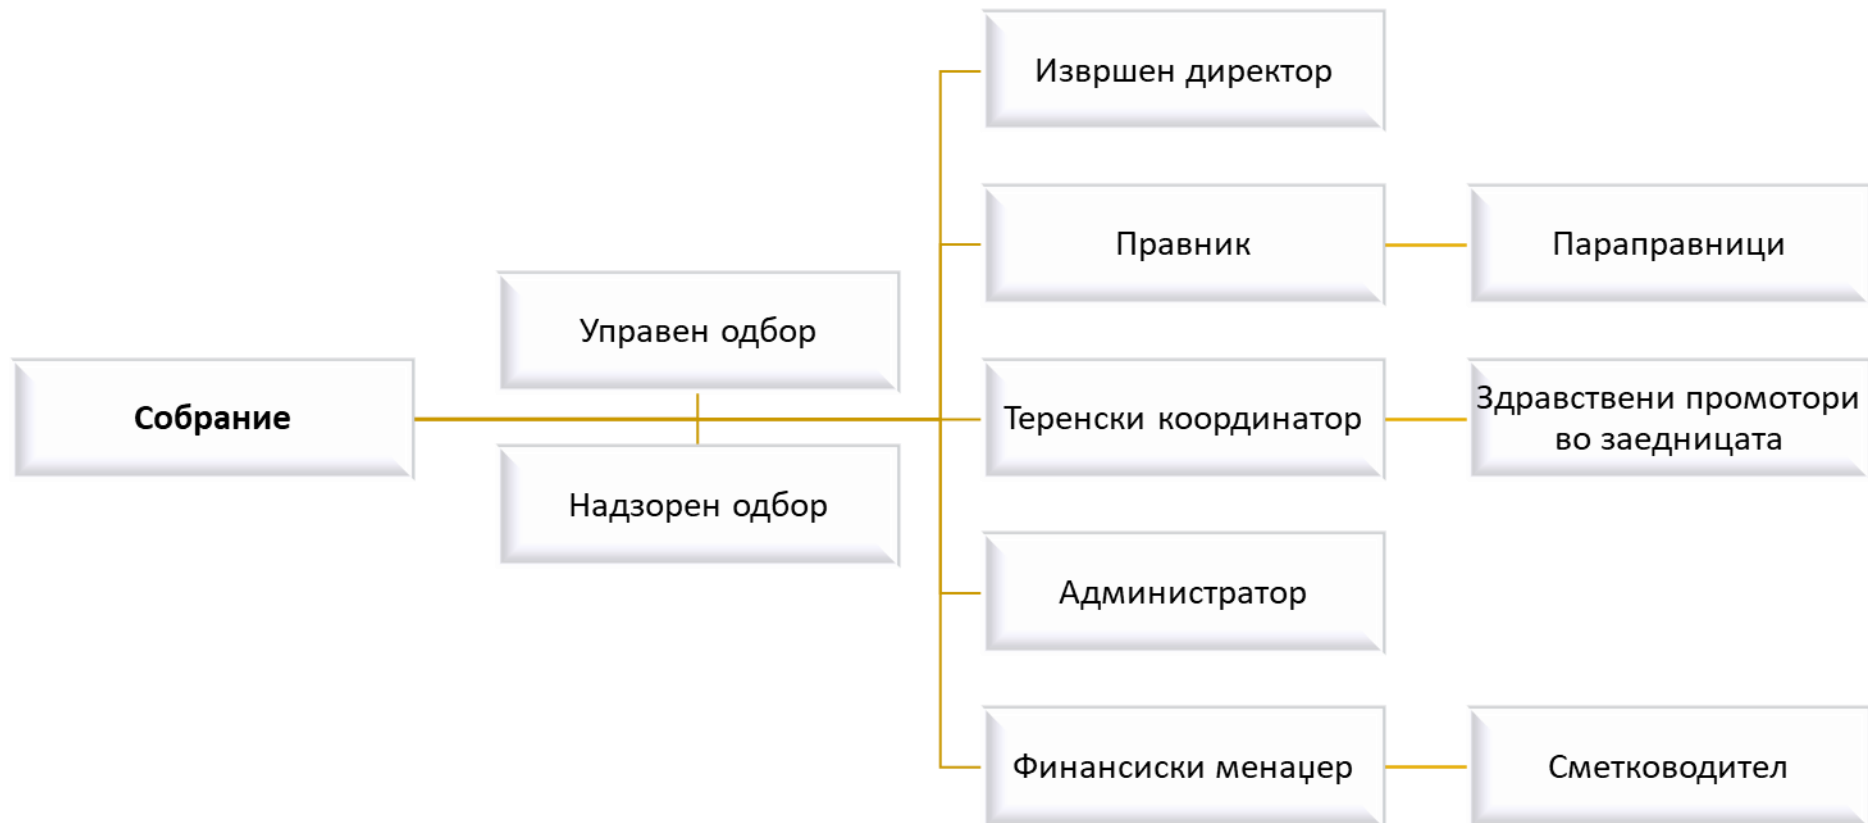 Извршен директор
Правник
Параправници
Управен одбор
Собрание
Теренски координатор
Здравствени промотори
во заедницата
Надзорен одбор
Администратор
Финансиски менаџер
Сметководител